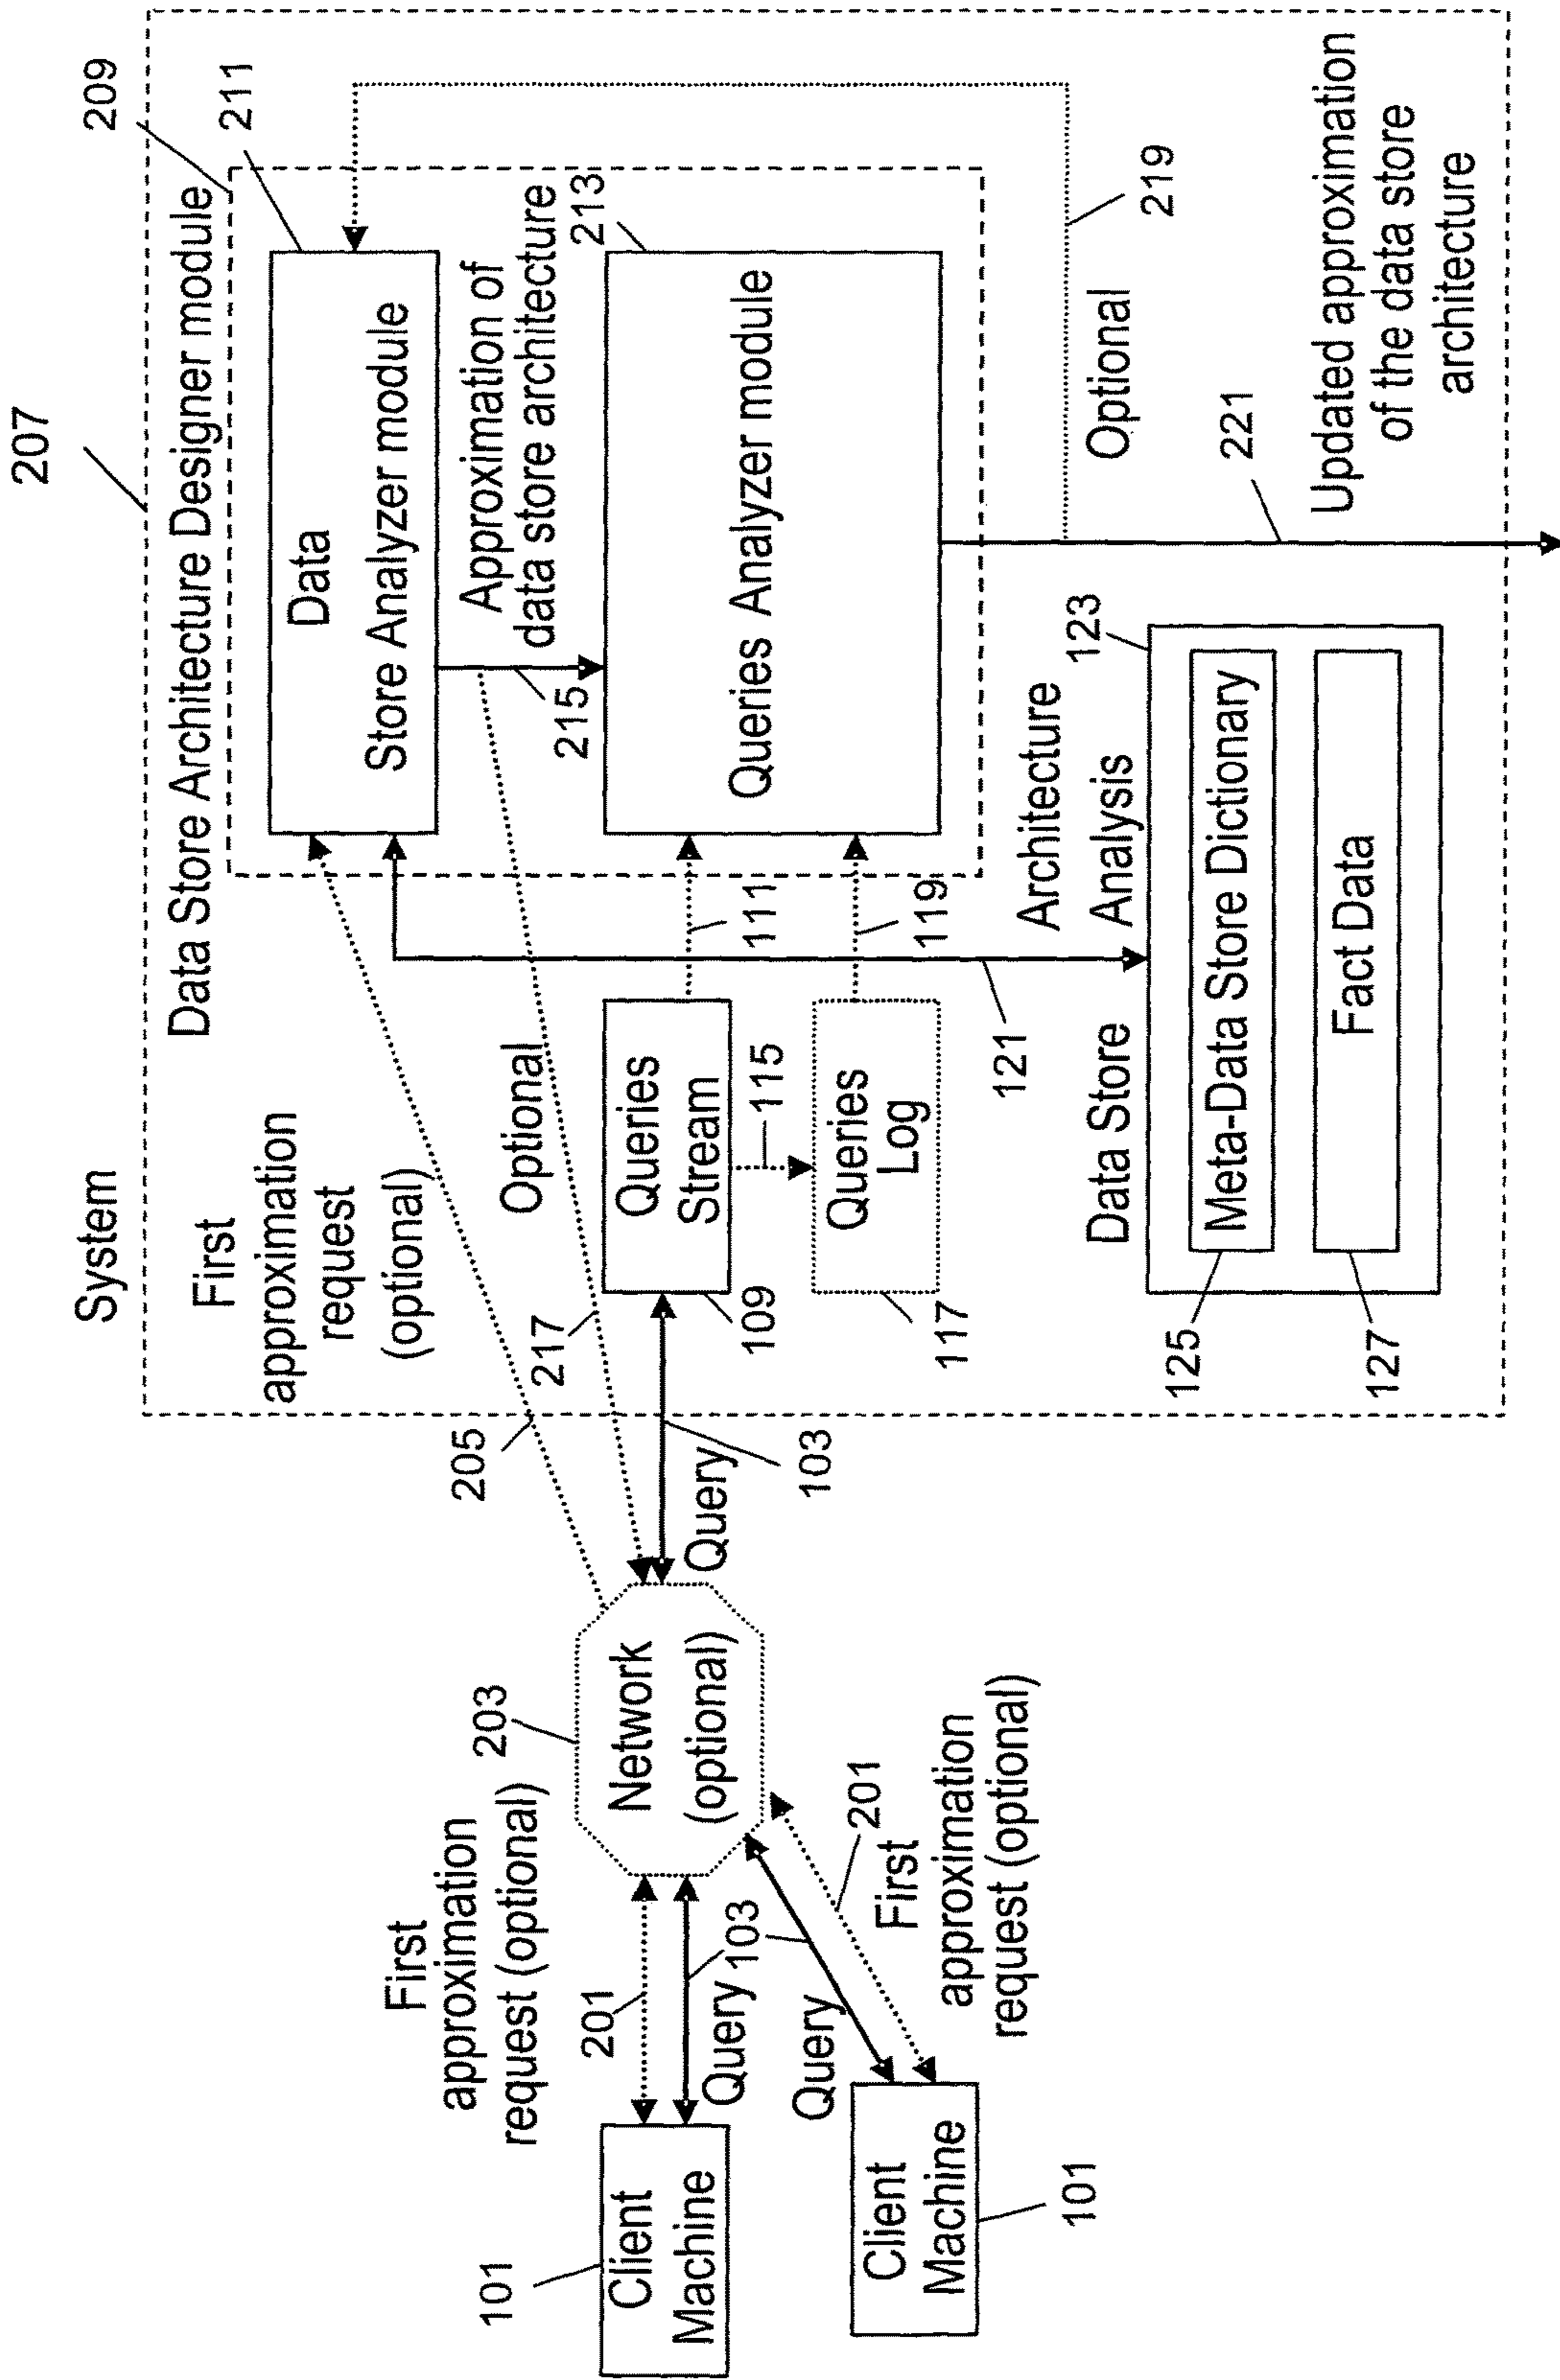 207
209
211
System
Data Store Architecture Designer module
First
approximation
request
(optional)
Data
Store Analyzer module
Approximation of
data store architecture
213
205
217
Optional
215
First
approximation
request (optional)
203
Network
(optional)
Query
103
Queries
Stream
109
111
115
Queries Analyzer module
Queries
Log
117
119
101
Client
Machine
201
Query
103
Query
201
First
approximation
request (optional)
Client
Machine
101
121
Architecture
Analysis
Optional
219
Data Store
123
Meta-Data Store Dictionary
125
Fact Data
127
221
Updated approximation
of the data store
architecture